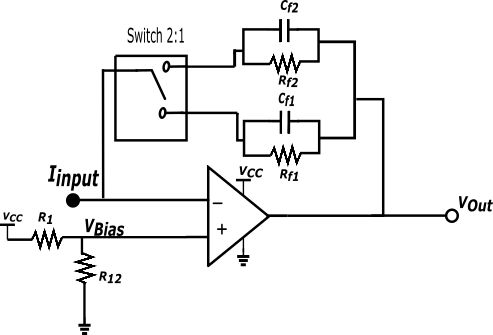 Cf2
Switch 2:1
Rf2
Cf1
Rf1
Iinput
vCC
VOut
vCC
R1
VBias
R12